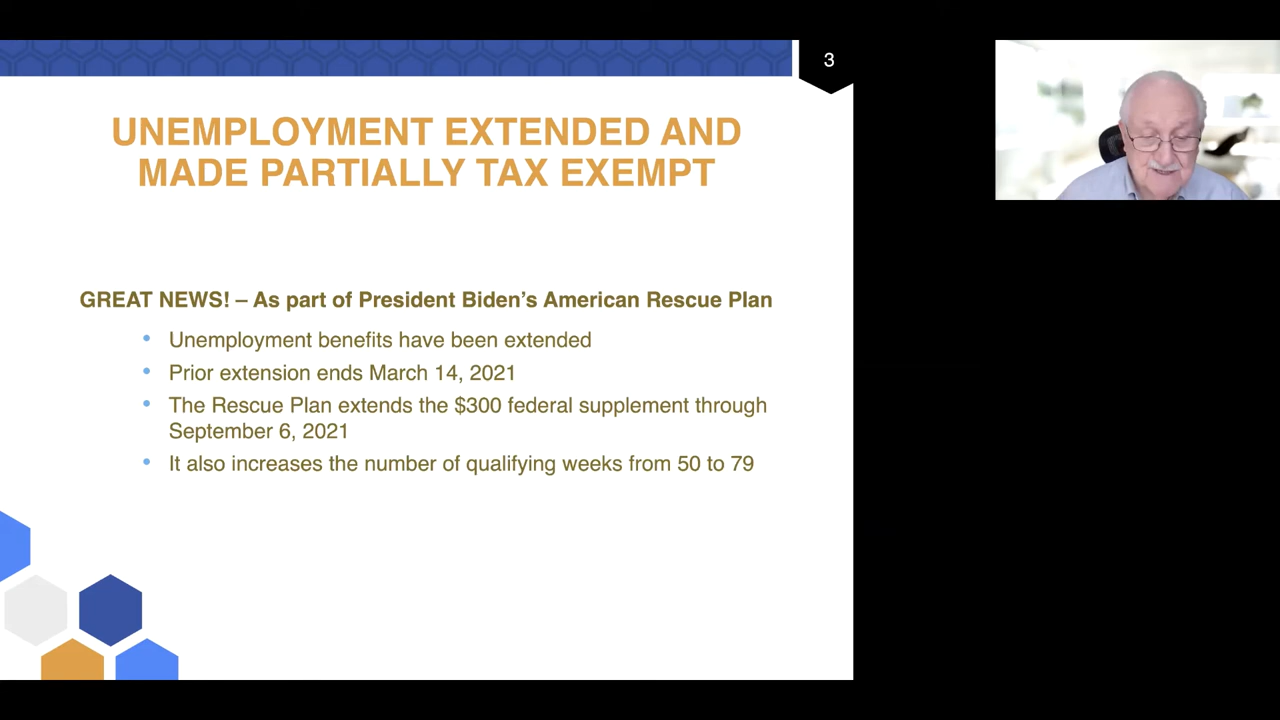 3
UNEMPLOYMENT EXTENDED AND
MADE PARTIALLY TAX EXEMPT
GREAT NEWS! – As part of President Biden’s American Rescue Plan
• Unemployment benefits have been extended
• Prior extension ends March 14, 2021
• The Rescue Plan extends the $300 federal supplement through
September 6, 2021
• It also increases the number of qualifying weeks from 50 to 79